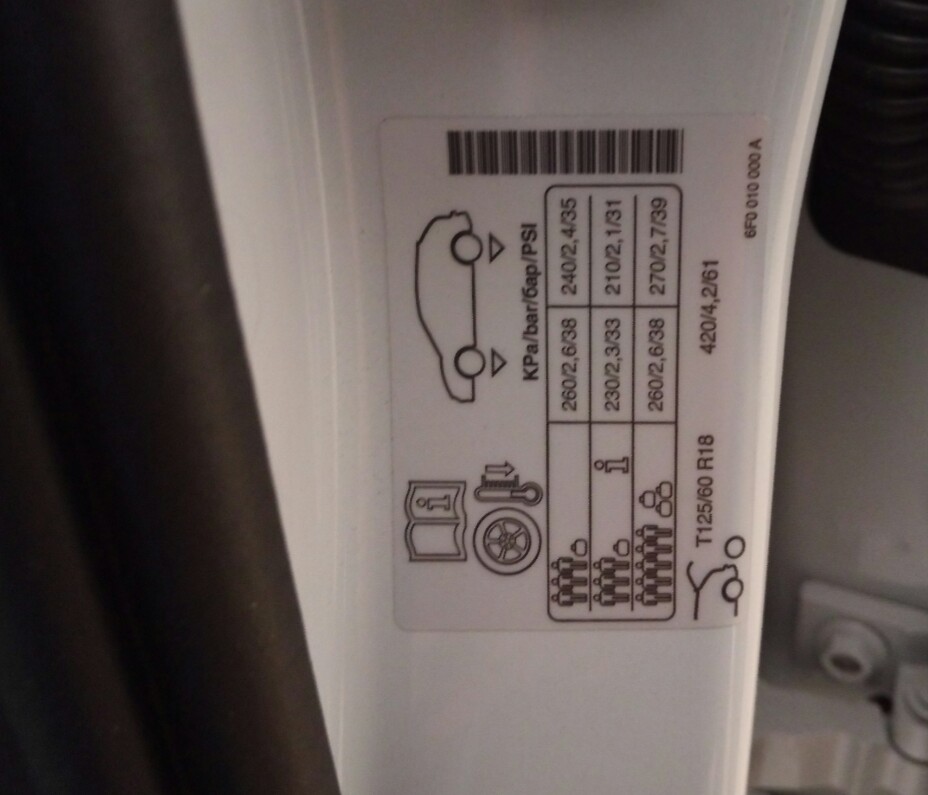 KPa/bar/бар/PSI
260/2,6/38 240/2,4/35
i 230/2,3/33 210/2,1/31
260/2,6/38 270/2,7/39
T125/60 R18 420/4,2/61
6F0 010 000 A